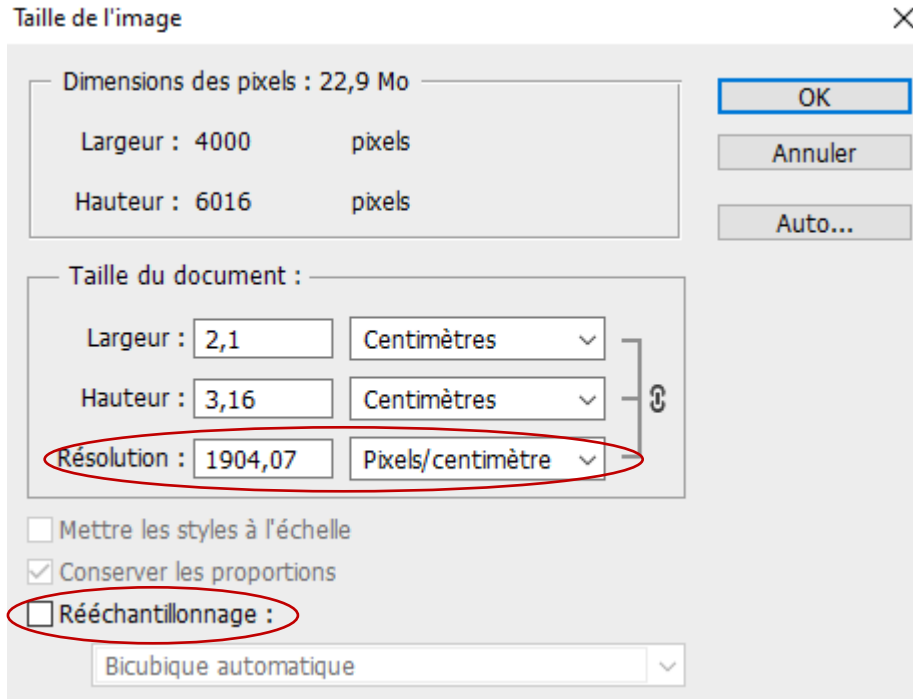 Taille de l'image
Dimensions des pixels : 22,9 Mo
OK
Largeur : 4000 pixels
Annuler
Hauteur : 6016 pixels
Auto...
Taille du document :
Largeur : 2,1 Centimètres
Hauteur : 3,16 Centimètres
Résolution : 1904,07 Pixels/centimètre
Mettre les styles à l'échelle
Conserver les proportions
Rééchantillonnage :
Bicubique automatique